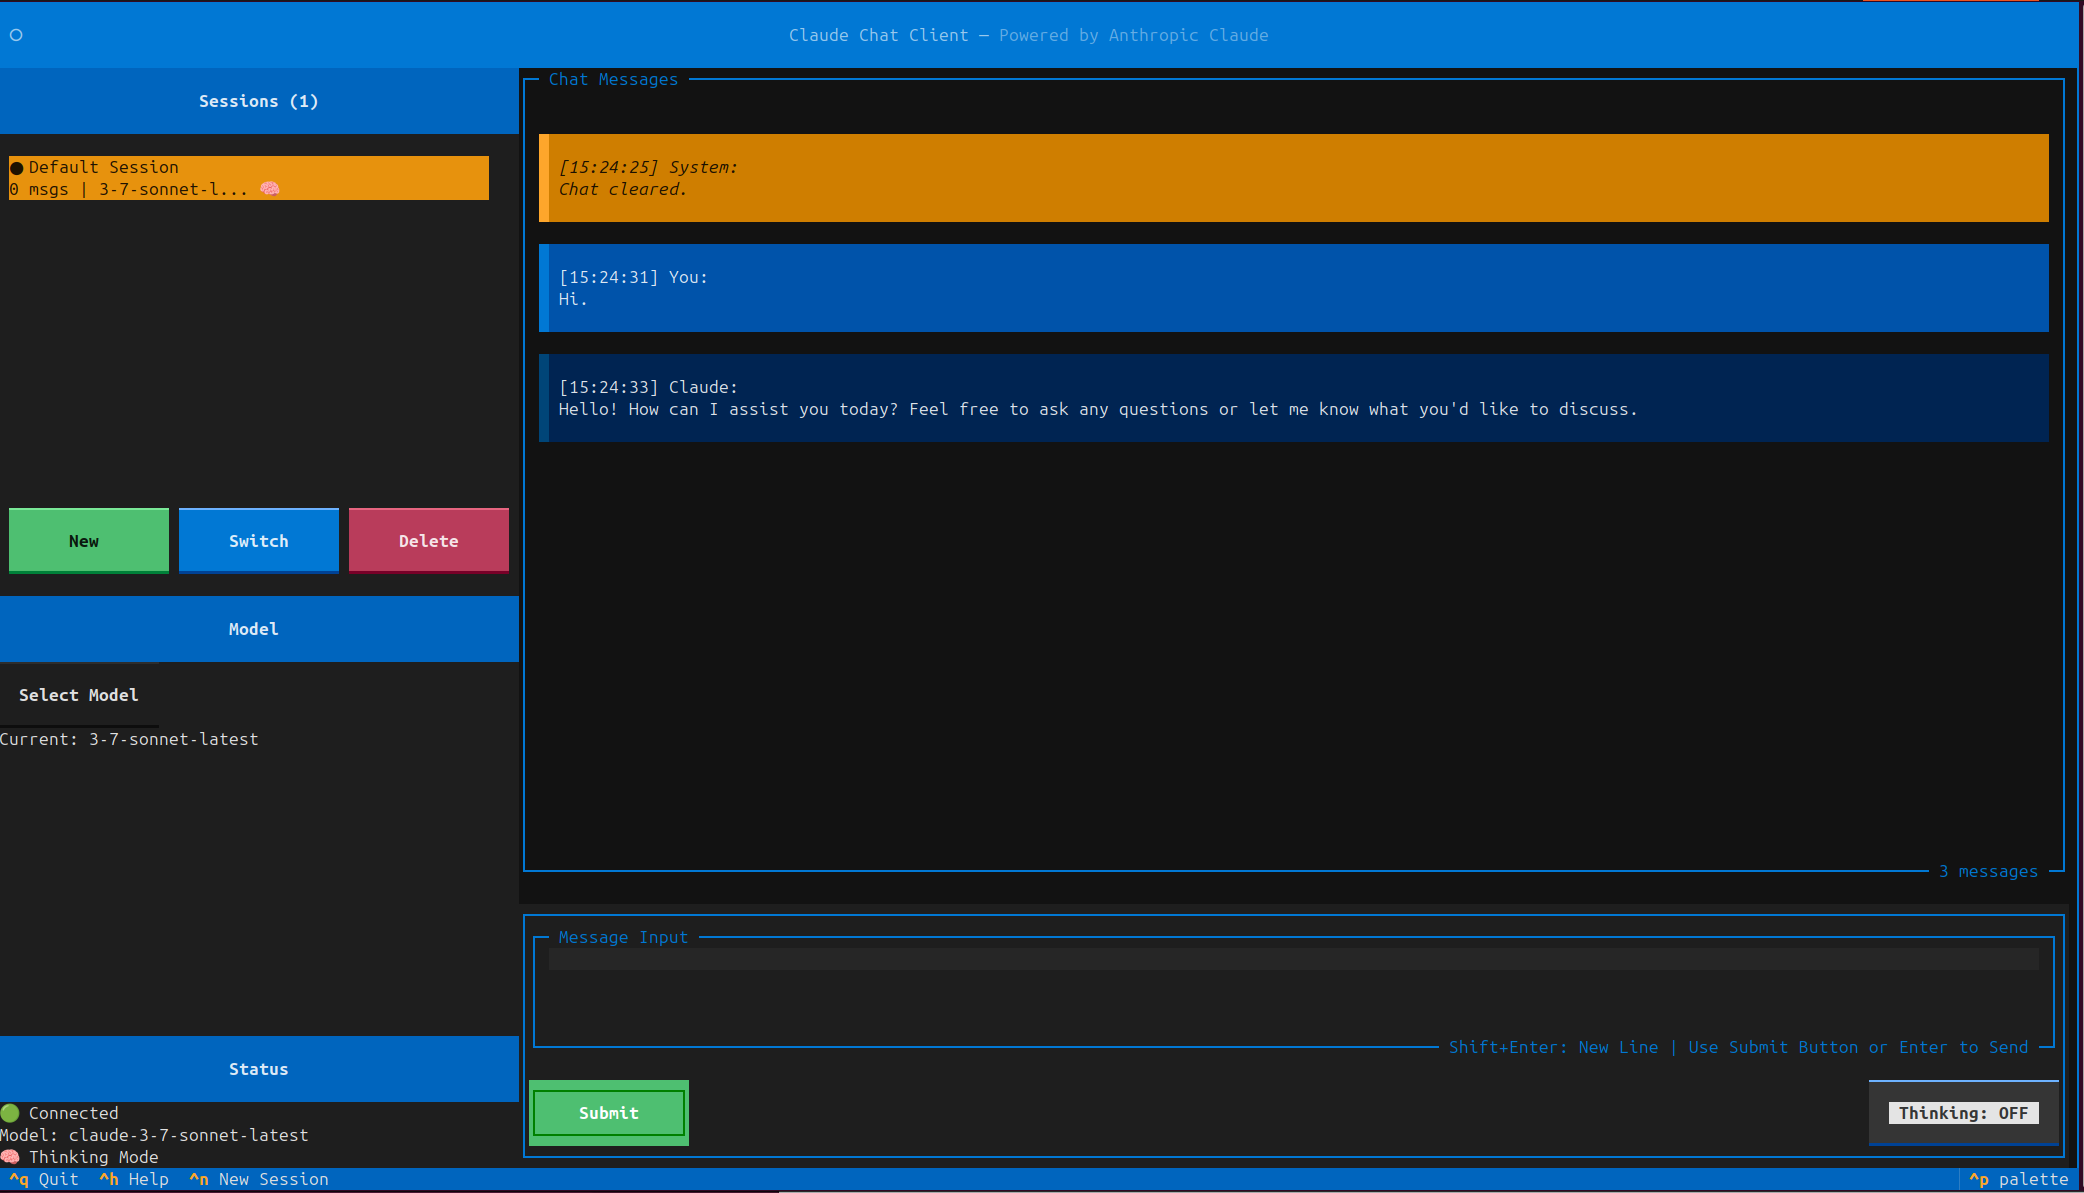 Claude Chat Client — Powered by Anthropic Claude
Sessions (1)
Default Session
0 msgs | 3-7-sonnet-l... 🧠
New
Switch
Delete
Model
Select Model
Current: 3-7-sonnet-latest
Status
🟢 Connected
Model: claude-3-7-sonnet-latest
🧠 Thinking Mode
Chat Messages
[15:24:25] System:
Chat cleared.
[15:24:31] You:
Hi.
[15:24:33] Claude:
Hello! How can I assist you today? Feel free to ask any questions or let me know what you'd like to discuss.
3 messages
Message Input
Shift+Enter: New Line | Use Submit Button or Enter to Send
Submit
Thinking: OFF
^q Quit ^h Help ^n New Session
^p palette